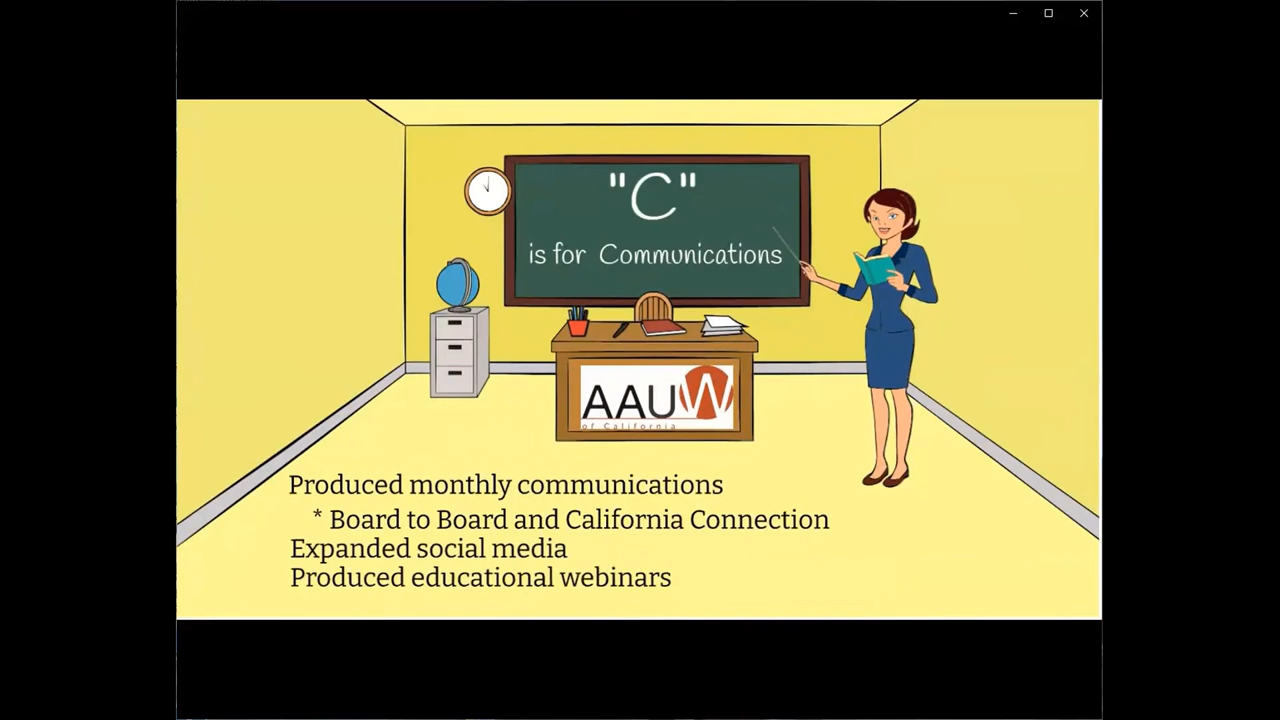 "C"
is for Communications
AAUW
of California
Produced monthly communications
* Board to Board and California Connection
Expanded social media
Produced educational webinars